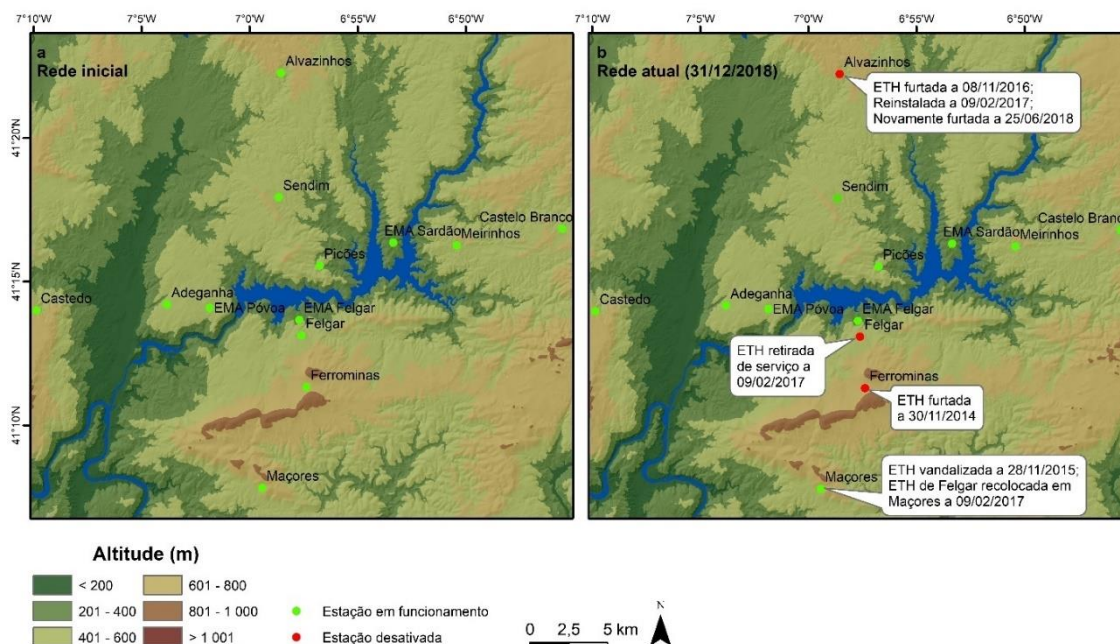 7°10'W 7°5'W 7°0'W 6°55'W 6°50'W
7°10'W 7°5'W 7°0'W 6°55'W 6°50'W
41°20'N
41°15'N
41°10'N
a
Rede inicial
Alvazinhos
Sendim
Castelo Branco
EMA Sardão
Meirinhos
Picões
Adeganha
Castedo
EMA Póvoa
EMA Felgar
Felgar
Ferrominas
Maçores
b
Rede atual (31/12/2018)
Alvazinhos
ETH furtada a 08/11/2016;
Reinstalada a 09/02/2017;
Novamente furtada a 25/06/2018
Sendim
Castelo Branco
EMA Sardão
Meirinhos
Picões
Adeganha
Castedo
EMA Póvoa
EMA Felgar
Felgar
ETH retirada
de serviço a
09/02/2017
Ferrominas
ETH furtada
a 30/11/2014
Maçores
ETH vandalizada a 28/11/2015;
ETH de Felgar recolocada em
Maçores a 09/02/2017
Altitude (m)
< 200
201 - 400
401 - 600
601 - 800
801 - 1 000
> 1 001
Estação em funcionamento
Estação desativada
0 2,5 5 km
N